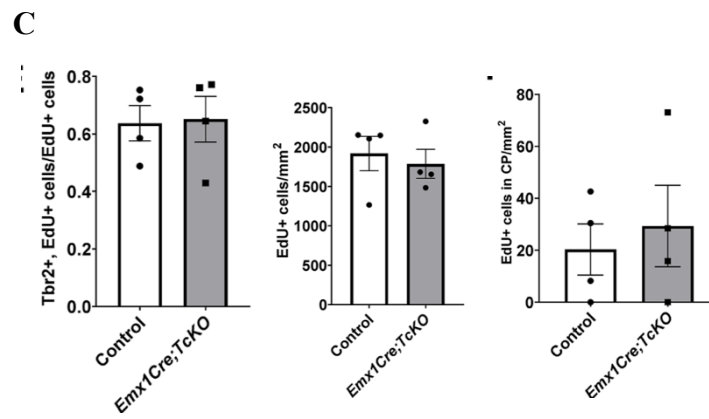 C
Tbr2+, EdU+ cells/EdU+ cells
0.8
0.6
0.4
0.2
0.0
Control
Emx1Cre;TcKO
EdU+ cells/mm²
2500
2000
1500
1000
500
0
Control
Emx1Cre;TcKO
EdU+ cells in CP/mm²
80
60
40
20
0
Control
Emx1Cre;TcKO